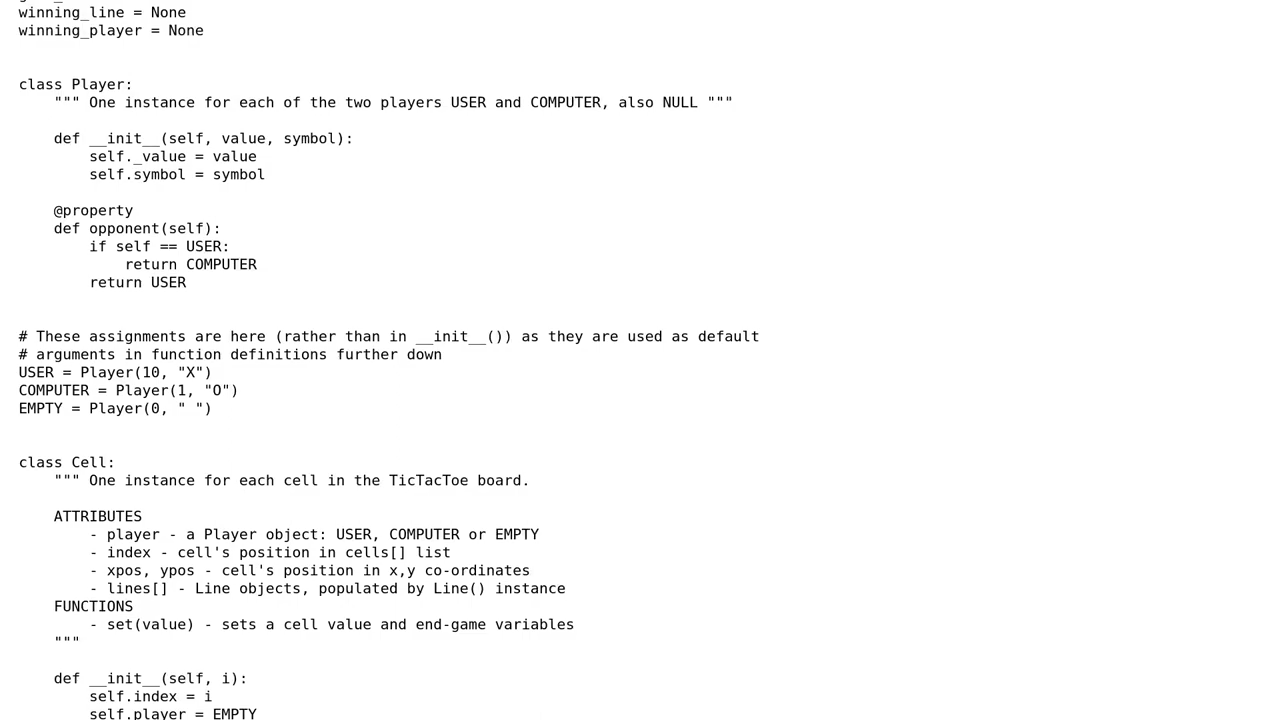 winning_line = None
winning_player = None
class Player:
""" One instance for each of the two players USER and COMPUTER, also NULL """
def __init__(self, value, symbol):
self._value = value
self.symbol = symbol
@property
def opponent(self):
if self == USER:
return COMPUTER
return USER
# These assignments are here (rather than in __init__()) as they are used as default
# arguments in function definitions further down
USER = Player(10, "X")
COMPUTER = Player(1, "O")
EMPTY = Player(0, " ")
class Cell:
""" One instance for each cell in the TicTacToe board.
ATTRIBUTES
- player - a Player object: USER, COMPUTER or EMPTY
- index - cell's position in cells[] list
- xpos, ypos - cell's position in x,y co-ordinates
- lines[] - Line objects, populated by Line() instance
FUNCTIONS
- set(value) - sets a cell value and end-game variables
"""
def __init__(self, i):
self.index = i
self.player = EMPTY